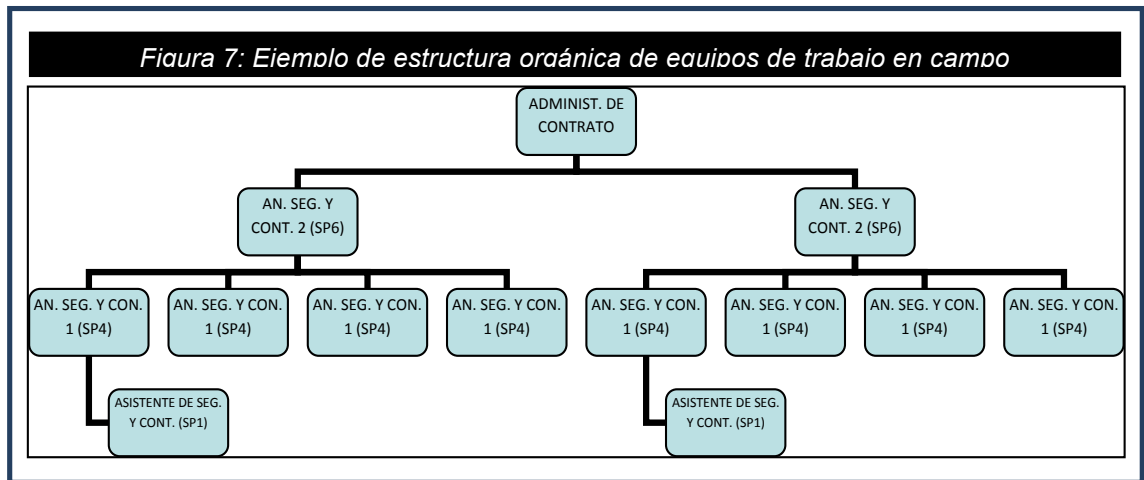 Figura 7: Ejemplo de estructura orgánica de equipos de trabajo en campo
ADMINIST. DE
CONTRATO
AN. SEG. Y
CONT. 2 (SP6)
AN. SEG. Y
CONT. 2 (SP6)
AN. SEG. Y CON.
1 (SP4)
AN. SEG. Y CON.
1 (SP4)
AN. SEG. Y CON.
1 (SP4)
AN. SEG. Y CON.
1 (SP4)
AN. SEG. Y CON.
1 (SP4)
AN. SEG. Y CON.
1 (SP4)
AN. SEG. Y CON.
1 (SP4)
AN. SEG. Y CON.
1 (SP4)
ASISTENTE DE SEG.
Y CONT. (SP1)
ASISTENTE DE SEG.
Y CONT. (SP1)